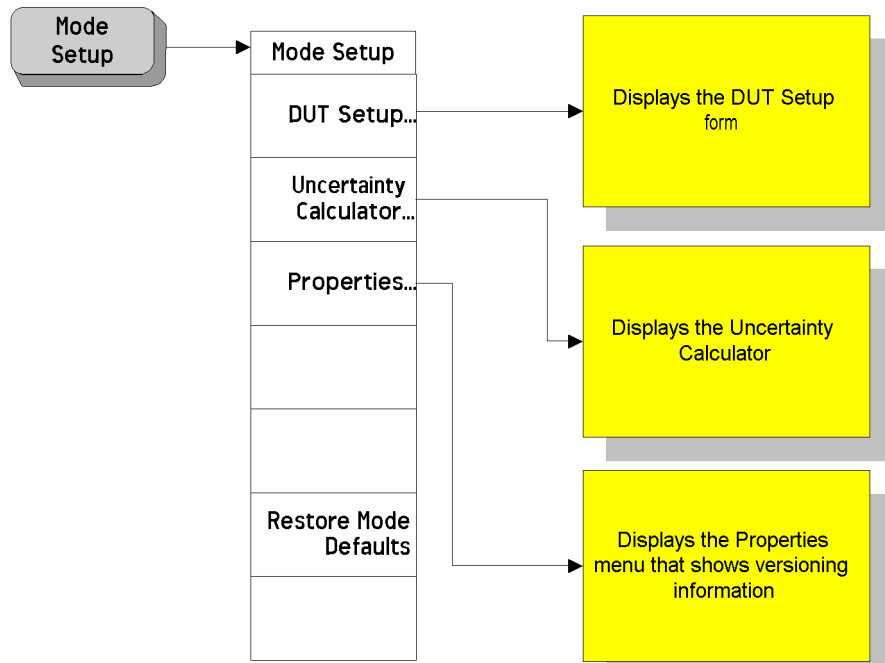 Mode
Setup
Mode Setup
DUT Setup...
Uncertainty
Calculator...
Properties...
Restore Mode
Defaults
Displays the DUT Setup
form
Displays the Uncertainty
Calculator
Displays the Properties
menu that shows versioning
information